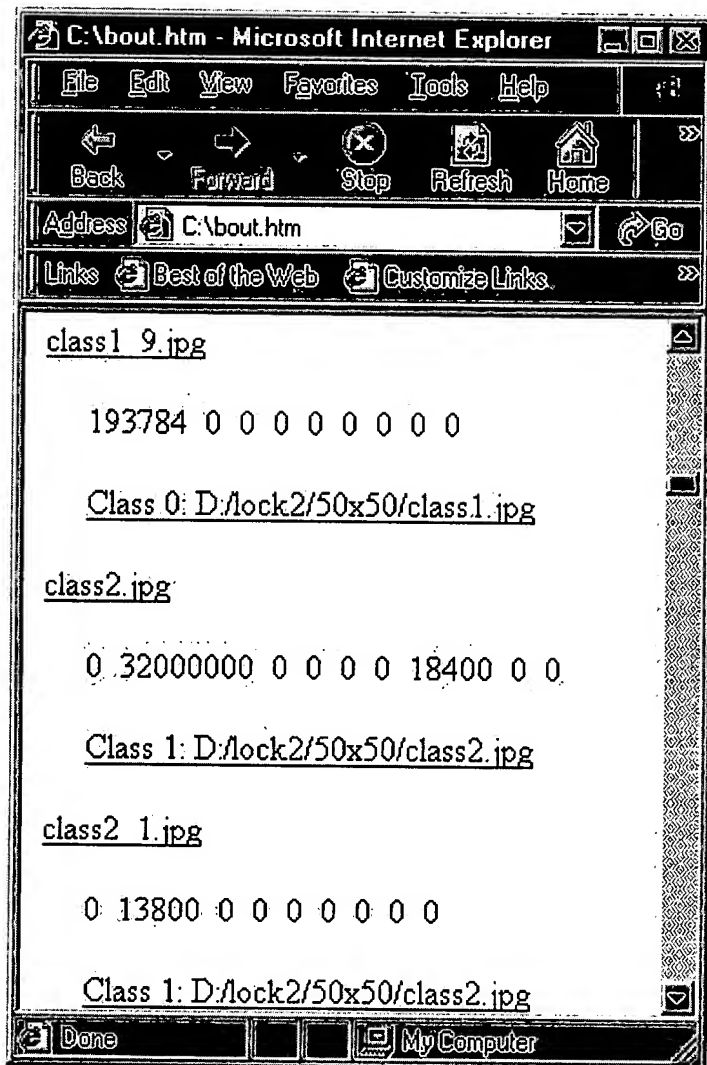 C:\bout.htm - Microsoft Internet Explorer
File Edit View Favorites Tools Help
Back Forward Stop Refresh Home
Address C:\bout.htm Go
Links Best of the Web Customize Links
class1_9.jpg
193784 0 0 0 0 0 0 0 0
Class 0: D:/lock2/50x50/class1.jpg
class2.jpg
0 32000000 0 0 0 0 18400 0 0
Class 1: D:/lock2/50x50/class2.jpg
class2_1.jpg
0 13800 0 0 0 0 0 0 0
Class 1: D:/lock2/50x50/class2.jpg
Done My Computer